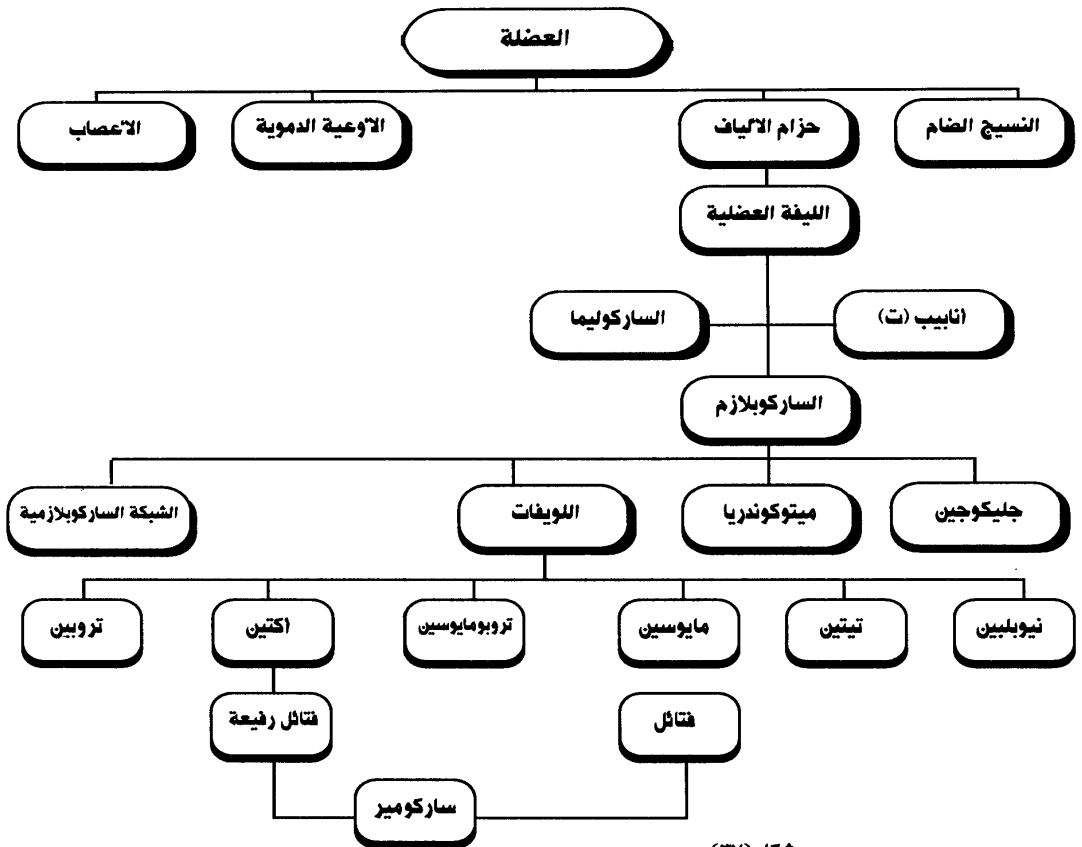 العضلة
النسيج الضام
حزام الالياف
الاوعية الدموية
الاعصاب
الليفة العضلية
انابيب (ت)
الساركوليما
الساركوبلازم
جليكوجين
ميتوكوندريا
اللويفات
الشبكة الساركوبلازمية
نيوبلبين
تيتين
مايوسين
تروبومايوسين
اكتين
تروبين
فتائل
فتائل رفيعة
ساركومير